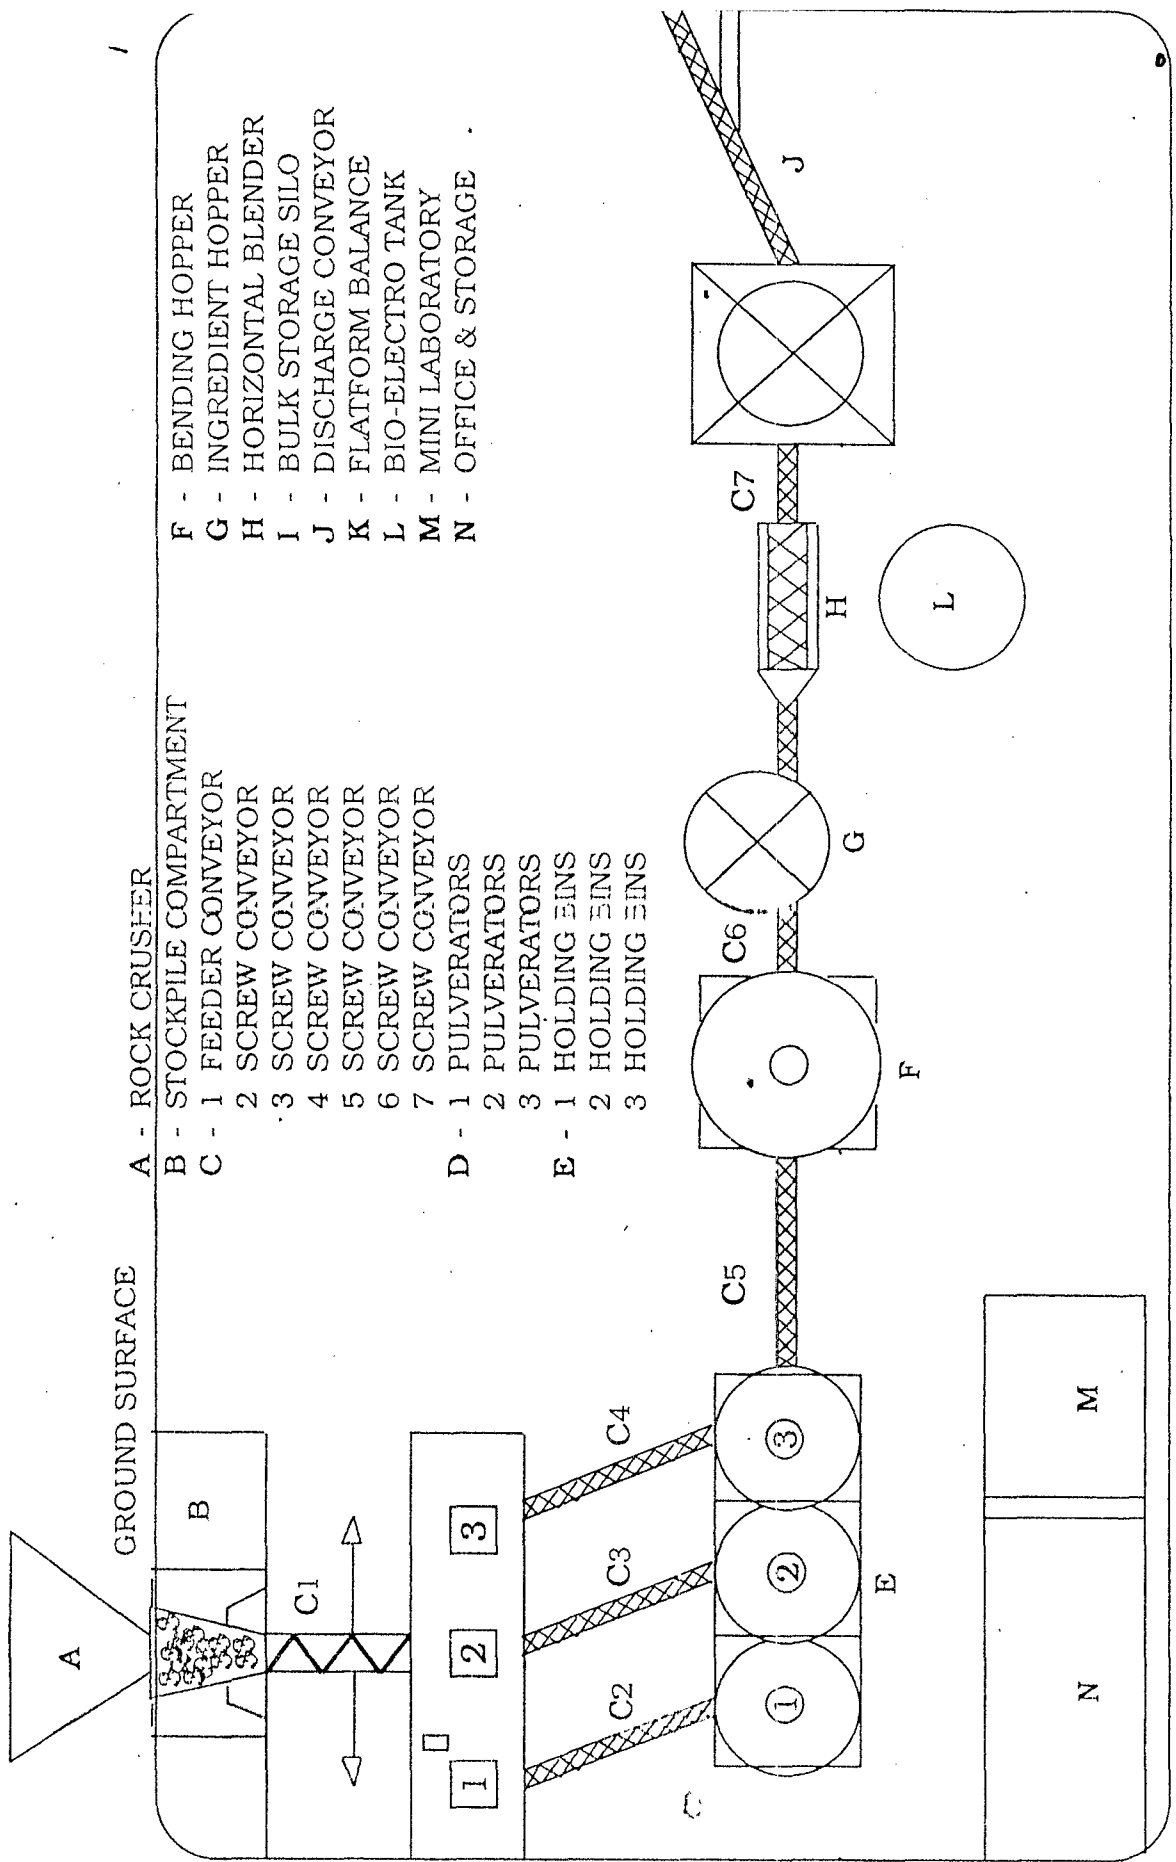 GROUND SURFACE
A - ROCK CRUSHER
B - STOCKPILE COMPARTMENT
C - 1 FEEDER CONVEYOR
2 SCREW CONVEYOR
3 SCREW CONVEYOR
4 SCREW CONVEYOR
5 SCREW CONVEYOR
6 SCREW CONVEYOR
7 SCREW CONVEYOR
D - 1 PULVERATORS
2 PULVERATORS
3 PULVERATORS
E - 1 HOLDING BINS
2 HOLDING BINS
3 HOLDING BINS
F - BENDING HOPPER
G - INGREDIENT HOPPER
H - HORIZONTAL BLENDER
I - BULK STORAGE SILO
J - DISCHARGE CONVEYOR
K - FLATFORM BALANCE
L - BIO-ELECTRO TANK
M - MINI LABORATORY
N - OFFICE & STORAGE
A
B
C1
1
2
3
C2
C3
C4
1
2
3
E
C5
F
C6
G
H
C7
J
L
N
M